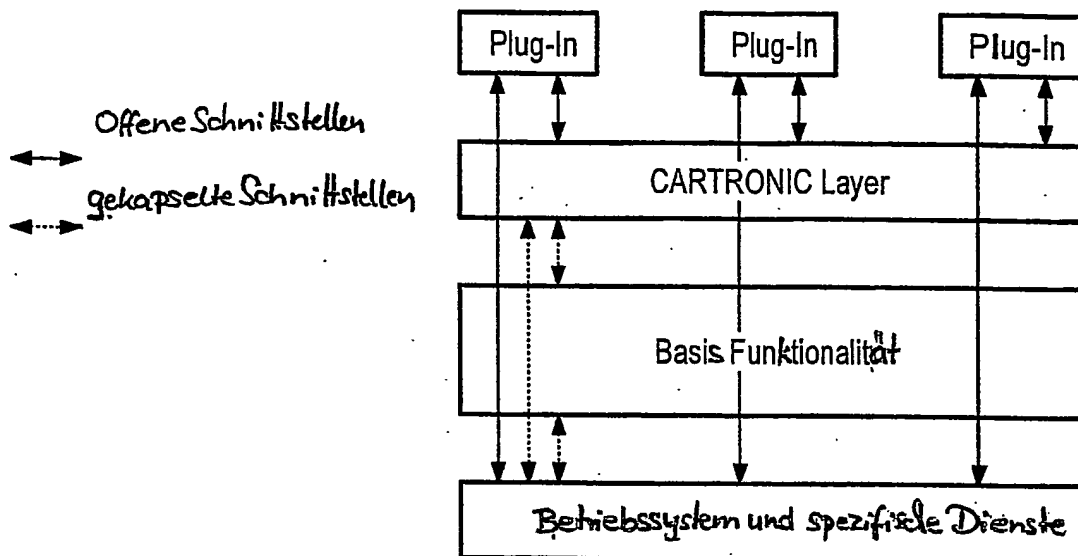 Plug-In
Plug-In
Plug-In
Offene Schnittstellen
gekapselte Schnittstellen
CARTRONIC Layer
Basis Funktionalität
Betriebssystem und spezifische Dienste